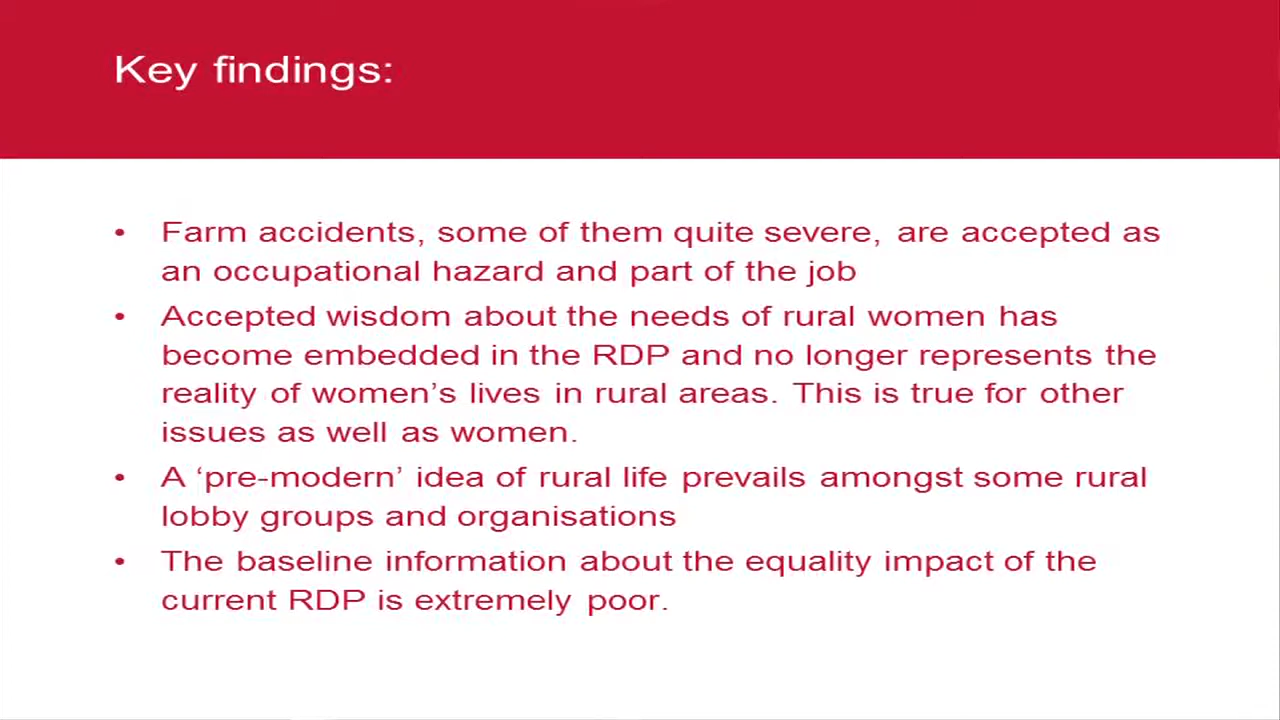 Key findings:
• Farm accidents, some of them quite severe, are accepted as
an occupational hazard and part of the job
• Accepted wisdom about the needs of rural women has
become embedded in the RDP and no longer represents the
reality of women’s lives in rural areas. This is true for other
issues as well as women.
• A ‘pre-modern’ idea of rural life prevails amongst some rural
lobby groups and organisations
• The baseline information about the equality impact of the
current RDP is extremely poor.